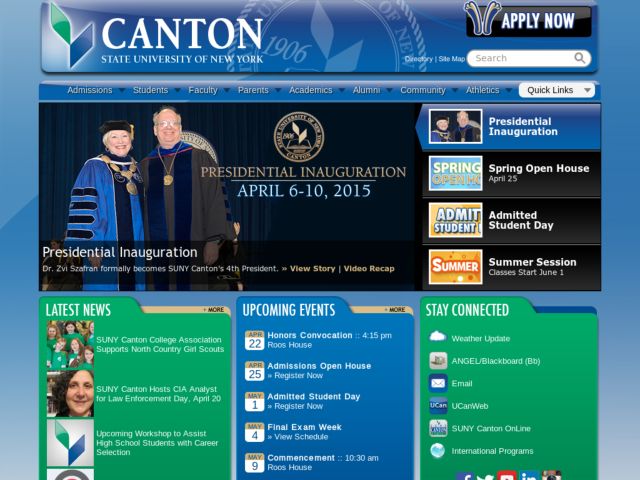 CANTON
STATE UNIVERSITY OF NEW YORK
1906
APPLY NOW
Directory | Site Map
Search
Admissions
Students
Faculty
Parents
Academics
Alumni
Community
Athletics
Quick Links
1906
CANTON
PRESIDENTIAL INAUGURATION
APRIL 6-10, 2015
Presidential Inauguration
Dr. Zvi Szafran formally becomes SUNY Canton's 4th President. » View Story | Video Recap
Presidential
Inauguration
SPRING
OPEN HO
Spring Open House
April 25
ADMIT
STUDENT
Admitted
Student Day
SUMMER
Summer Session
Classes Start June 1
LATEST NEWS
» MORE
SUNY Canton College Association
Supports North Country Girl Scouts
SUNY Canton Hosts CIA Analyst
for Law Enforcement Day, April 20
Upcoming Workshop to Assist
High School Students with Career
Selection
UPCOMING EVENTS
» MORE
APR
22
Honors Convocation :: 4:15 pm
Roos House
APR
25
Admissions Open House
» Register Now
MAY
1
Admitted Student Day
» Register Now
MAY
4
Final Exam Week
» View Schedule
MAY
9
Commencement :: 10:30 am
Roos House
STAY CONNECTED
Weather Update
ANGEL/Blackboard (Bb)
Bb
Email
UCan
UCanWeb
SUNY Canton OnLine
International Programs